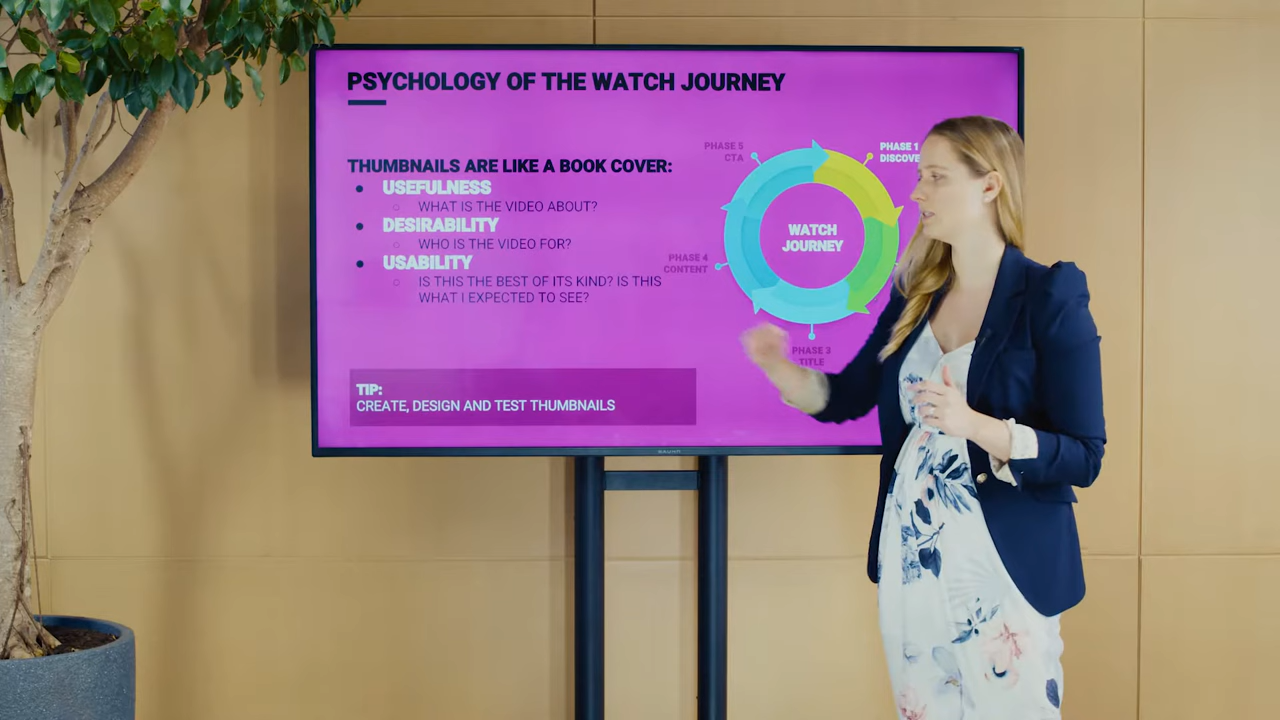 PSYCHOLOGY OF THE WATCH JOURNEY
THUMBNAILS ARE LIKE A BOOK COVER:
USEFULNESS
WHAT IS THE VIDEO ABOUT?
DESIRABILITY
WHO IS THE VIDEO FOR?
USABILITY
IS THIS THE BEST OF ITS KIND? IS THIS
WHAT I EXPECTED TO SEE?
TIP:
CREATE, DESIGN AND TEST THUMBNAILS
PHASE 5
CTA
PHASE 1
DISCOVE
WATCH
JOURNEY
PHASE 4
CONTENT
PHASE 3
TITLE